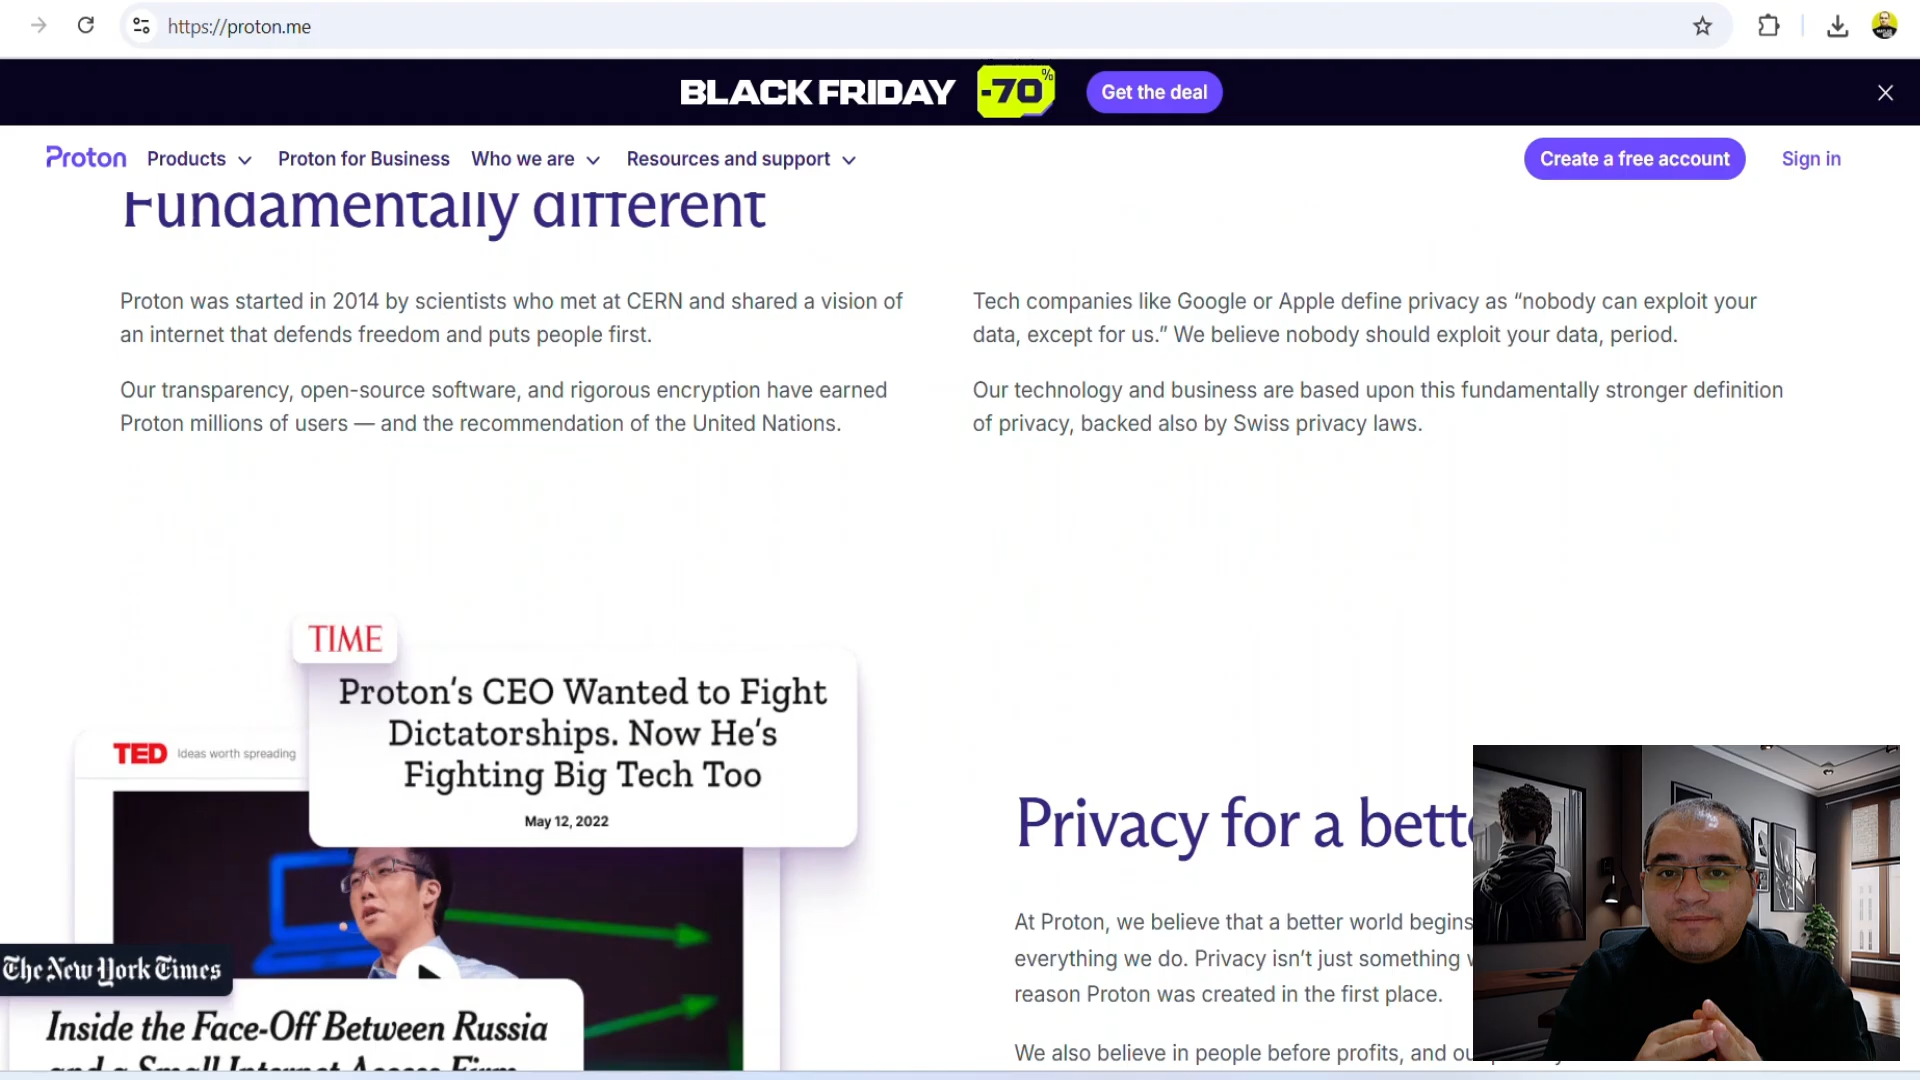 https://proton.me
BLACK FRIDAY -70% Get the deal
Proton Products Proton for Business Who we are Resources and support Create a free account Sign in
Fundamentally different
Proton was started in 2014 by scientists who met at CERN and shared a vision of
an internet that defends freedom and puts people first.
Our transparency, open-source software, and rigorous encryption have earned
Proton millions of users — and the recommendation of the United Nations.
Tech companies like Google or Apple define privacy as “nobody can exploit your
data, except for us.” We believe nobody should exploit your data, period.
Our technology and business are based upon this fundamentally stronger definition
of privacy, backed also by Swiss privacy laws.
TIME
Proton’s CEO Wanted to Fight
Dictatorships. Now He’s
Fighting Big Tech Too
May 12, 2022
TED Ideas worth spreading
The New York Times
Inside the Face-Off Between Russia
and a Small Internet Access Firm
Privacy for a bette
At Proton, we believe that a better world begins
everything we do. Privacy isn’t just something
reason Proton was created in the first place.
We also believe in people before profits, and